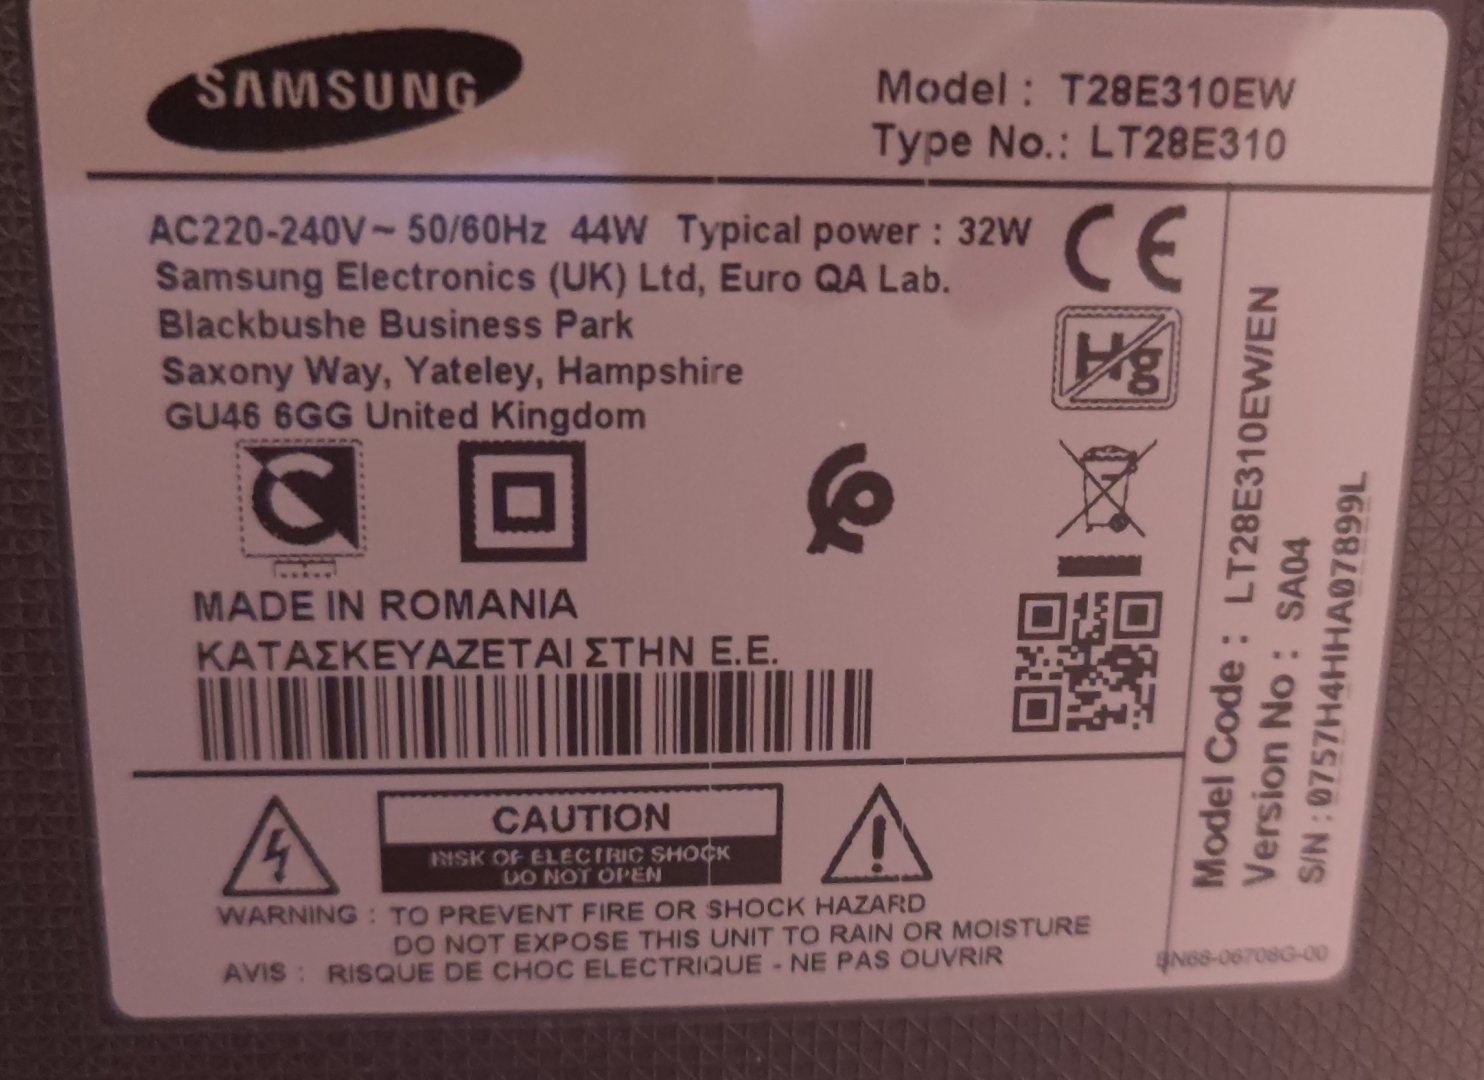 SAMSUNG
Model : T28E310EW
Type No.: LT28E310
AC220-240V~ 50/60Hz 44W Typical power : 32W
Samsung Electronics (UK) Ltd, Euro QA Lab.
Blackbushe Business Park
Saxony Way, Yateley, Hampshire
GU46 6GG United Kingdom
CE
Hg
MADE IN ROMANIA
ΚΑΤΑΣΚΕΥΑΖΕΤΑΙ ΣΤΗΝ Ε.Ε.
CAUTION
RISK OF ELECTRIC SHOCK
DO NOT OPEN
WARNING : TO PREVENT FIRE OR SHOCK HAZARD
DO NOT EXPOSE THIS UNIT TO RAIN OR MOISTURE
AVIS : RISQUE DE CHOC ELECTRIQUE - NE PAS OUVRIR
Model Code : LT28E310EW/EN
Version No : SA04
S/N : 0757H4HHA07899L
BN68-06708G-00